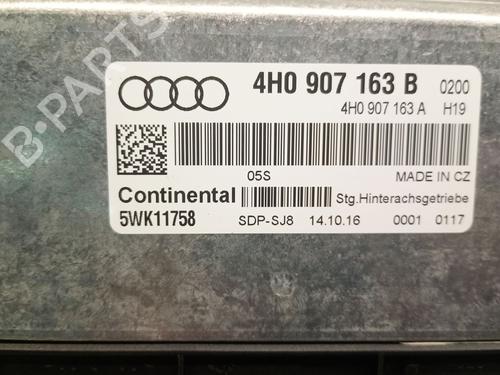 4H0 907 163 B 0200
4H0 907 163 A H19
05S MADE IN CZ
Continental Stg.Hinterachsgetriebe
5WK11758 SDP-SJ8 14.10.16 0001 0117
B-PARTS